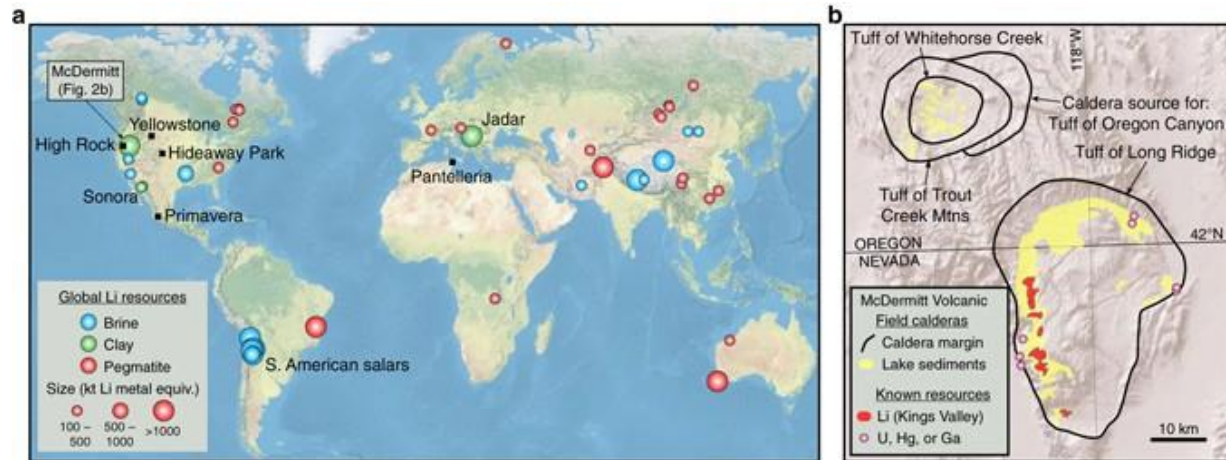 a
McDermitt
(Fig. 2b)
Yellowstone
High Rock
Hideaway Park
Sonora
Primavera
Jadar
Pantelleria
S. American salars
Global Li resources
Brine
Clay
Pegmatite
Size (kt Li metal equiv.)
100 –
500
500 –
1000
>1000
b
Tuff of Whitehorse Creek
118°W
Caldera source for:
Tuff of Oregon Canyon
Tuff of Long Ridge
Tuff of Trout
Creek Mtns
42°N
OREGON
NEVADA
McDermitt Volcanic
Field calderas
Caldera margin
Lake sediments
Known resources
Li (Kings Valley)
U, Hg, or Ga
10 km